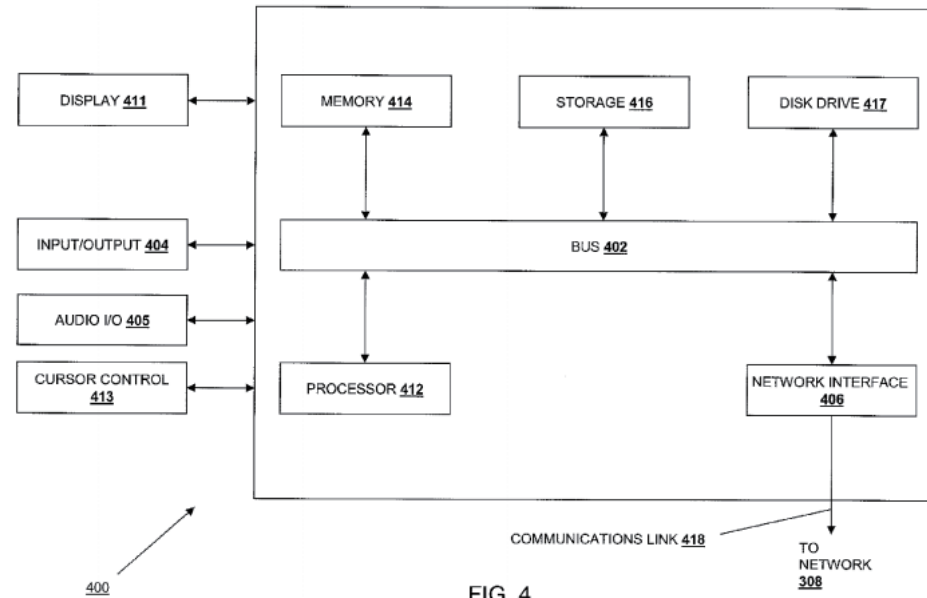 DISPLAY 411
MEMORY 414
STORAGE 416
DISK DRIVE 417
INPUT/OUTPUT 404
BUS 402
AUDIO I/O 405
CURSOR CONTROL
413
PROCESSOR 412
NETWORK INTERFACE
406
COMMUNICATIONS LINK 418
TO
NETWORK
308
400
FIG. 4